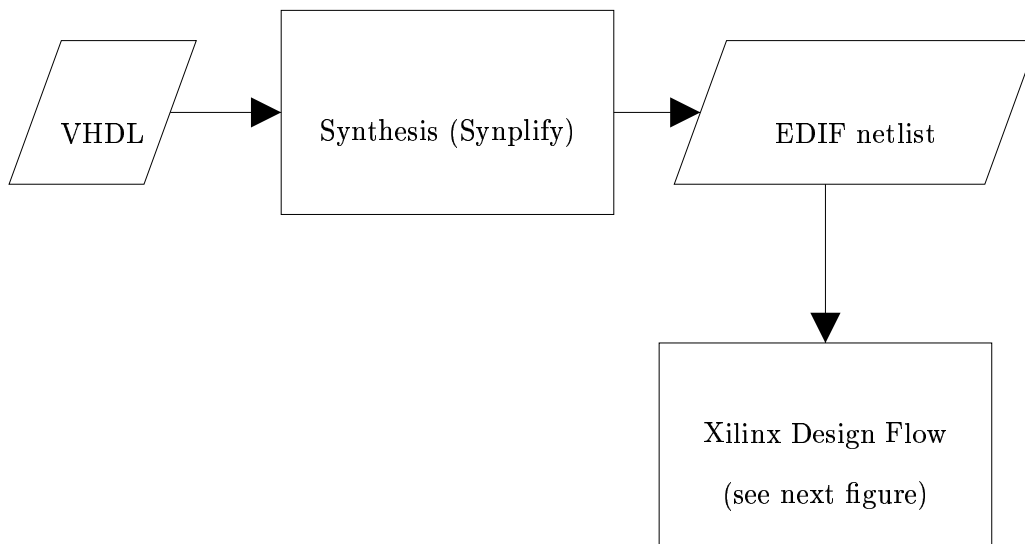 VHDL
Synthesis (Synplify)
EDIF netlist
Xilinx Design Flow
(see next figure)